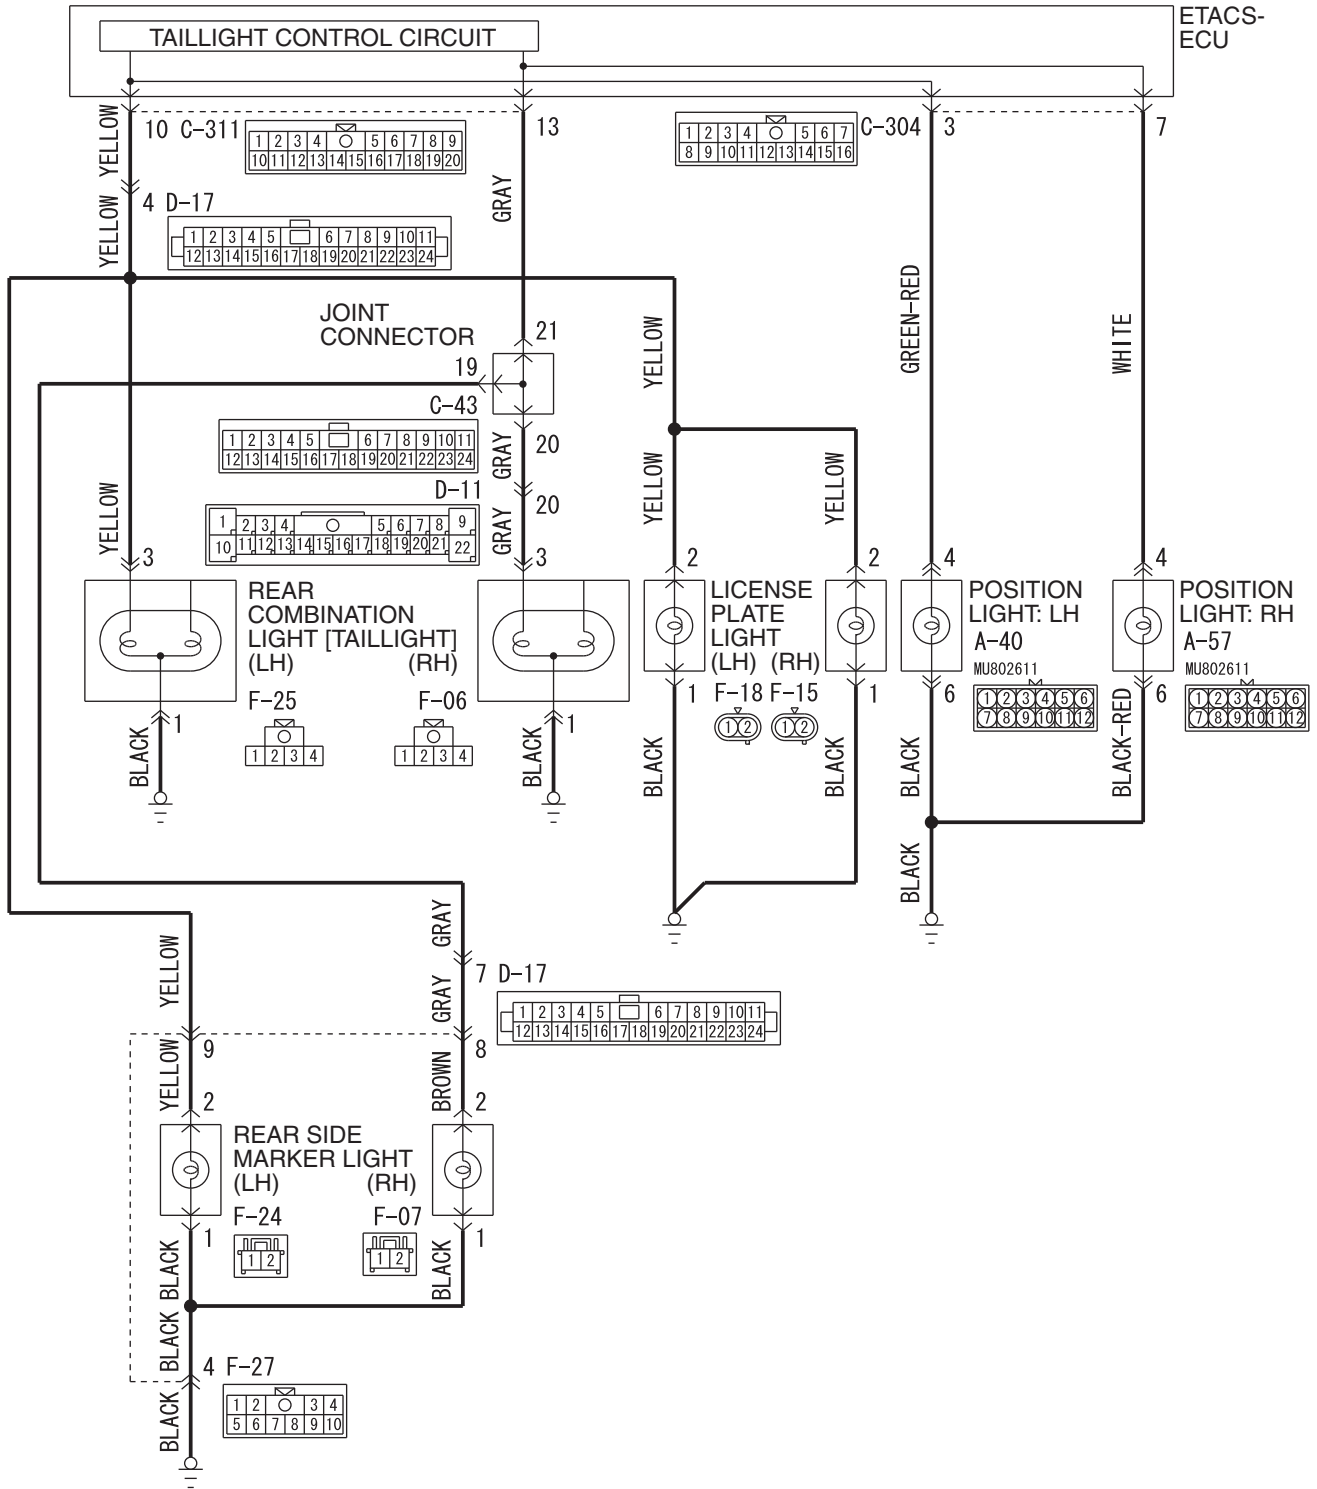 ETACS-
ECU
TAILLIGHT CONTROL CIRCUIT
YELLOW
10 C-311
1 2 3 4 5 6 7 8 9
10 11 12 13 14 15 16 17 18 19 20
13
1 2 3 4 5 6 7
8 9 10 11 12 13 14 15 16
C-304
3
7
YELLOW
4 D-17
1 2 3 4 5 6 7 8 9 10 11
12 13 14 15 16 17 18 19 20 21 22 23 24
GRAY
GREEN-RED
WHITE
JOINT
CONNECTOR
21
19
C-43
YELLOW
1 2 3 4 5 6 7 8 9 10 11
12 13 14 15 16 17 18 19 20 21 22 23 24
GRAY
20
D-11
1 2 3 4 5 6 7 8 9
10 11 12 13 14 15 16 17 18 19 20 21 22
GRAY
20
YELLOW
YELLOW
YELLOW
3
3
2
2
4
4
REAR
COMBINATION
LIGHT [TAILLIGHT]
(LH) (RH)
F-25 F-06
1 2 3 4
1 2 3 4
LICENSE
PLATE
LIGHT
(LH) (RH)
F-18 F-15
1 2
1 2
POSITION
LIGHT: LH
A-40
MU802611
1 2 3 4 5 6
7 8 9 10 11 12
POSITION
LIGHT: RH
A-57
MU802611
1 2 3 4 5 6
7 8 9 10 11 12
1
1
1
1
6
6
BLACK
BLACK
BLACK
BLACK
BLACK
BLACK-RED
BLACK
YELLOW
GRAY
7 D-17
1 2 3 4 5 6 7 8 9 10 11
12 13 14 15 16 17 18 19 20 21 22 23 24
GRAY
9
8
YELLOW
BROWN
2
2
REAR SIDE
MARKER LIGHT
(LH) (RH)
F-24 F-07
1 2
1 2
1
1
BLACK
BLACK
BLACK
4 F-27
1 2 3 4
5 6 7 8 9 10
BLACK